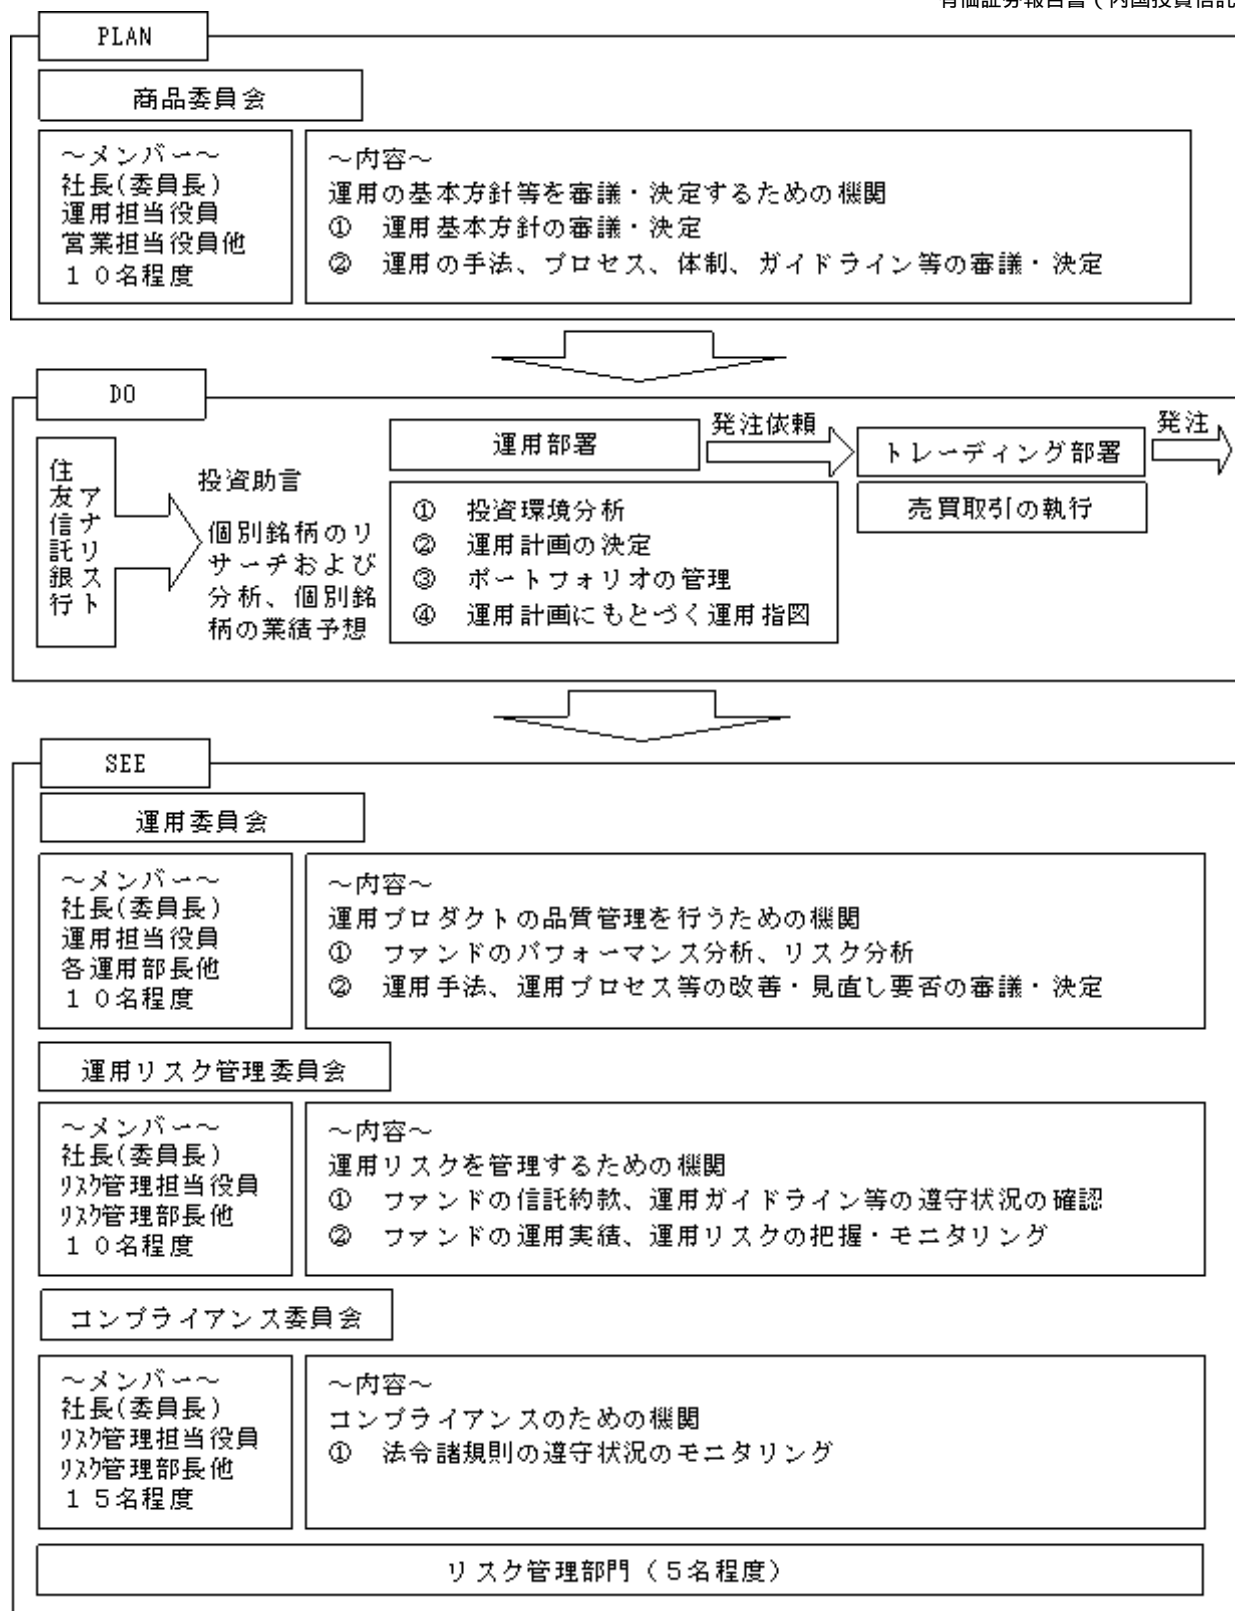 有価証券報告書（内国投資信託
PLAN
商品委員会
～メンバー～
社長(委員長)
運用担当役員
営業担当役員他
１０名程度
～内容～
運用の基本方針等を審議・決定するための機関
① 運用基本方針の審議・決定
② 運用の手法、プロセス、体制、ガイドライン等の審議・決定
DO
住友信託銀行
アナリスト
投資助言
個別銘柄のリ
サーチおよび
分析、個別銘
柄の業績予想
運用部署
① 投資環境分析
② 運用計画の決定
③ ポートフォリオの管理
④ 運用計画にもとづく運用指図
発注依頼
トレーディング部署
売買取引の執行
発注
SEE
運用委員会
～メンバー～
社長(委員長)
運用担当役員
各運用部長他
１０名程度
～内容～
運用プロダクトの品質管理を行うための機関
① ファンドのパフォーマンス分析、リスク分析
② 運用手法、運用プロセス等の改善・見直し要否の審議・決定
運用リスク管理委員会
～メンバー～
社長(委員長)
ﾘｽｸ管理担当役員
ﾘｽｸ管理部長他
１０名程度
～内容～
運用リスクを管理するための機関
① ファンドの信託約款、運用ガイドライン等の遵守状況の確認
② ファンドの運用実績、運用リスクの把握・モニタリング
コンプライアンス委員会
～メンバー～
社長(委員長)
ﾘｽｸ管理担当役員
ﾘｽｸ管理部長他
１５名程度
～内容～
コンプライアンスのための機関
① 法令諸規則の遵守状況のモニタリング
リスク管理部門（５名程度）